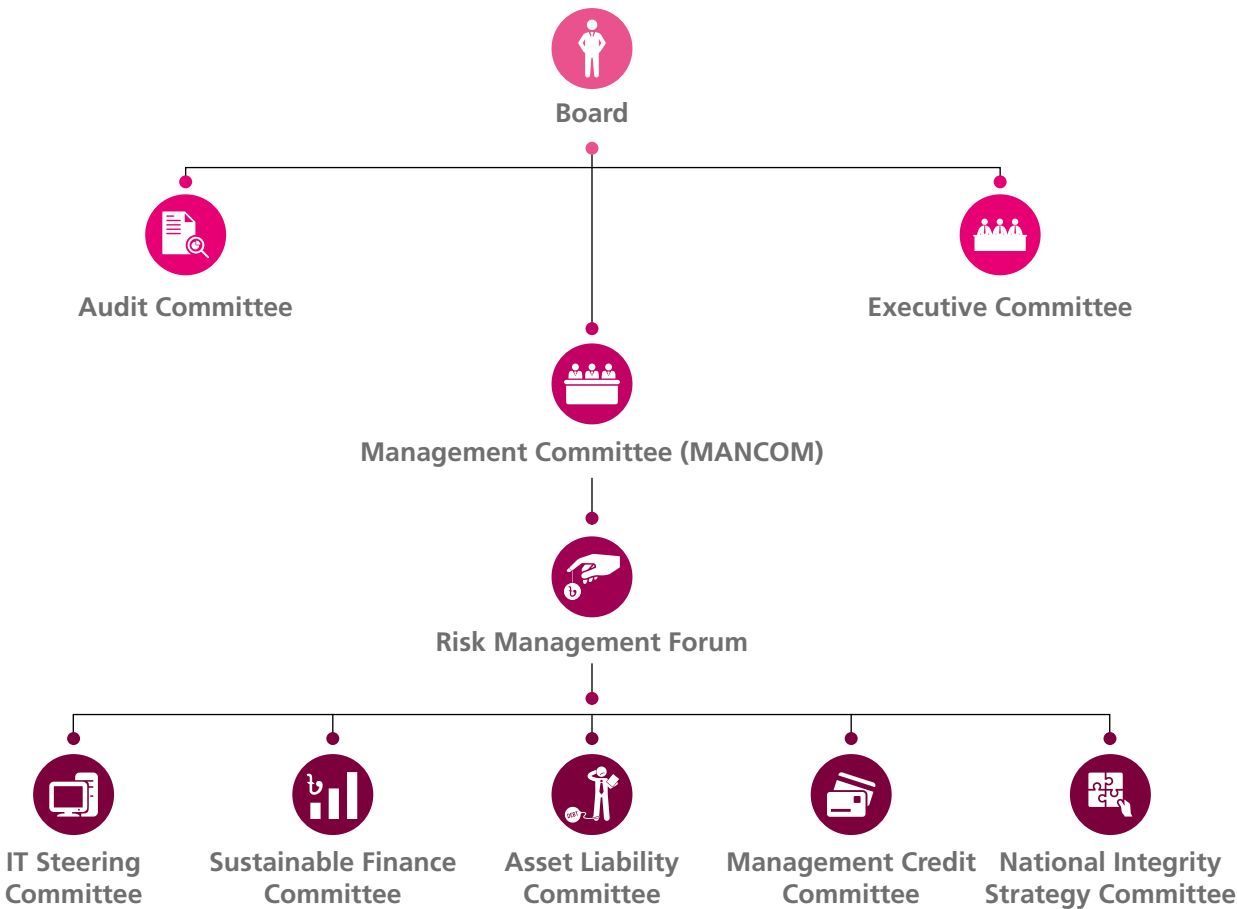 Board
Audit Committee
Executive Committee
Management Committee (MANCOM)
৳
Risk Management Forum
৳
DEBT
IT Steering
Committee
Sustainable Finance
Committee
Asset Liability
Committee
Management Credit
Committee
National Integrity
Strategy Committee